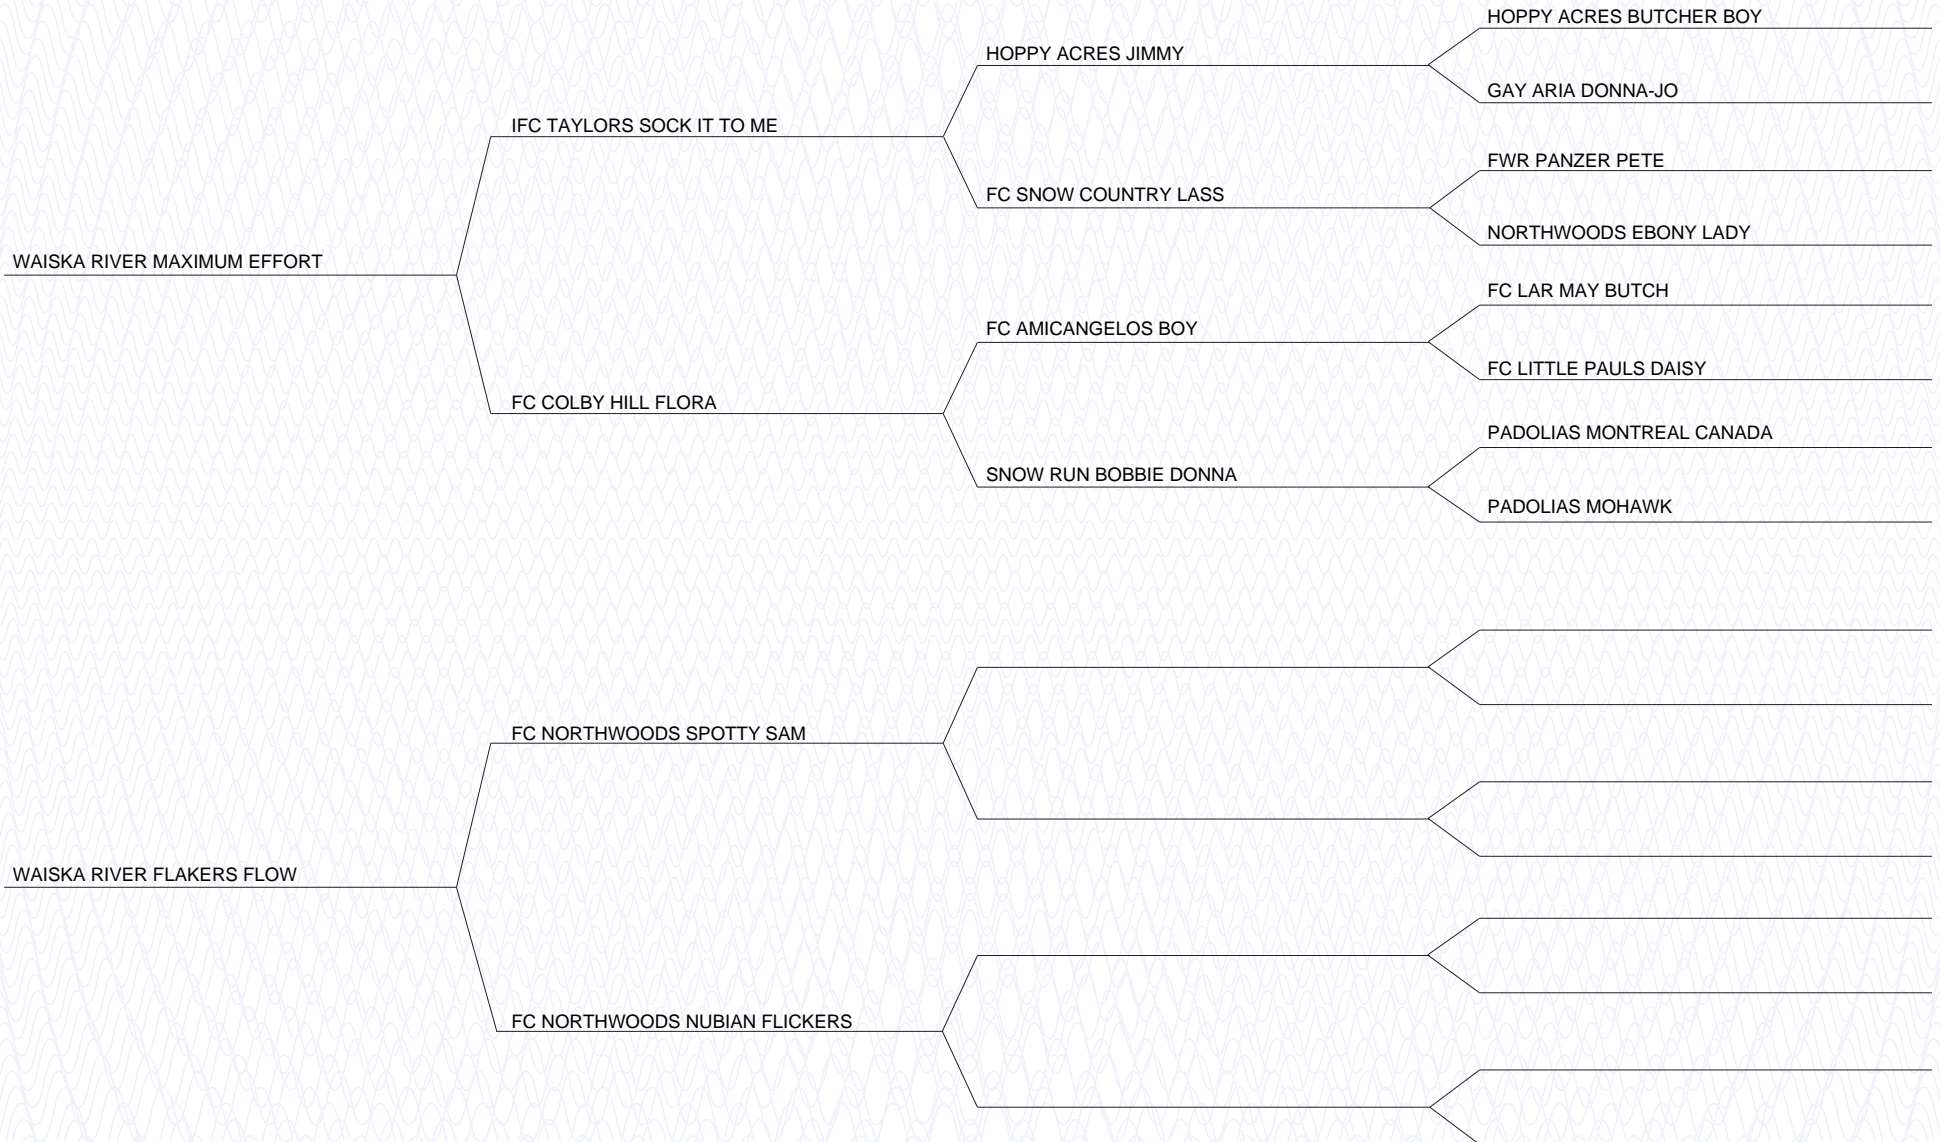 HOPPY ACRES BUTCHER BOY
HOPPY ACRES JIMMY
GAY ARIA DONNA-JO
IFC TAYLORS SOCK IT TO ME
FWR PANZER PETE
FC SNOW COUNTRY LASS
NORTHWOODS EBONY LADY
WAISKA RIVER MAXIMUM EFFORT
FC LAR MAY BUTCH
FC AMICANGELOS BOY
FC LITTLE PAULS DAISY
FC COLBY HILL FLORA
PADOLIAS MONTREAL CANADA
SNOW RUN BOBBIE DONNA
PADOLIAS MOHAWK
FC NORTHWOODS SPOTTY SAM
WAISKA RIVER FLAKERS FLOW
FC NORTHWOODS NUBIAN FLICKERS